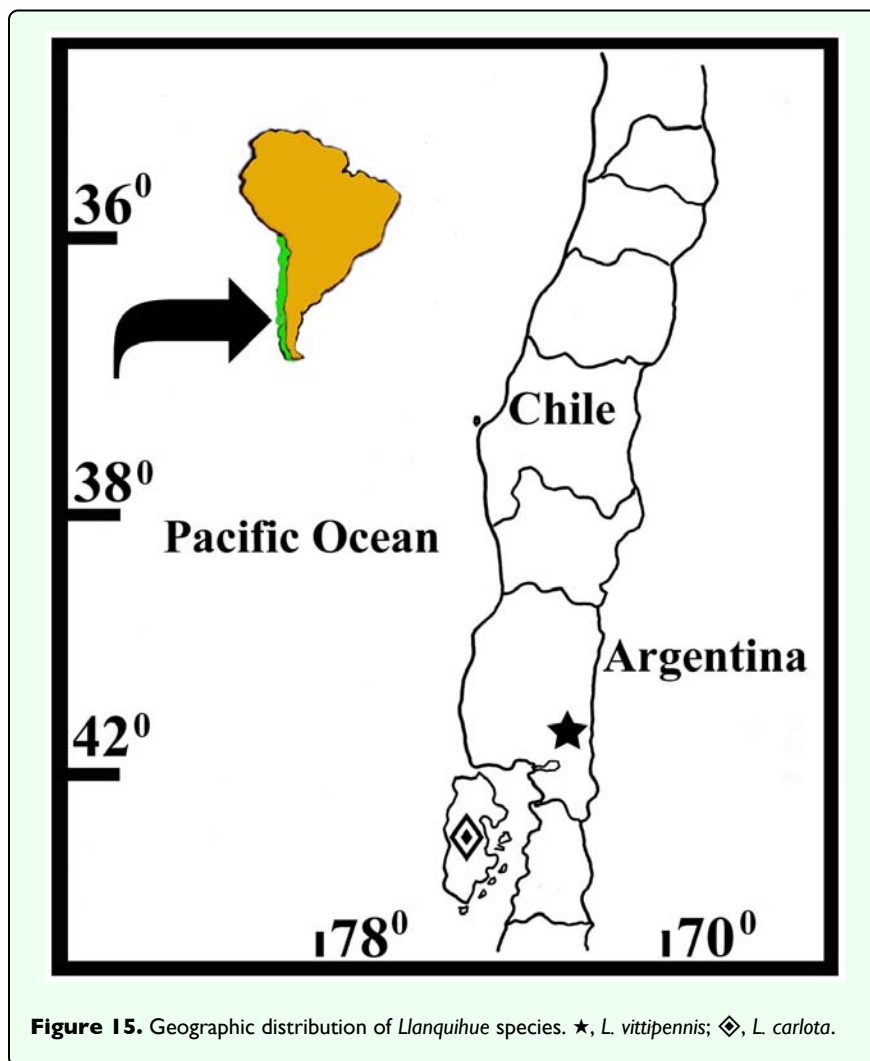 36⁰
Chile
38⁰
Pacific Ocean
Argentina
42⁰
78⁰
70⁰
Figure 15. Geographic distribution of Llanquihue species. ★, L. vittipennis; ◈, L. carlota.